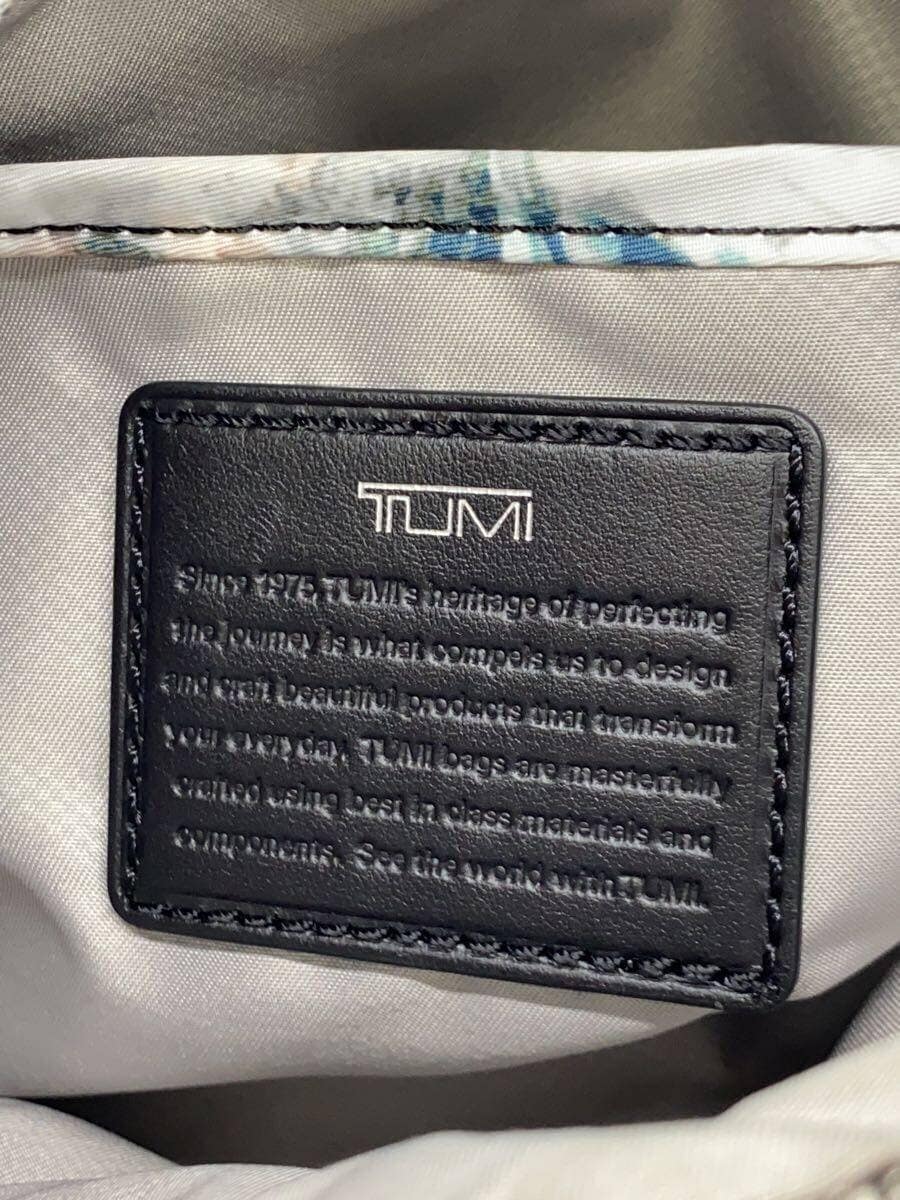 TUMI
Since 1975, TUMI's heritage of perfecting
the journey is what compels us to design
and craft beautiful products that transform
your everyday. TUMI bags are masterfully
crafted using best in class materials and
components. See the world with TUMI.